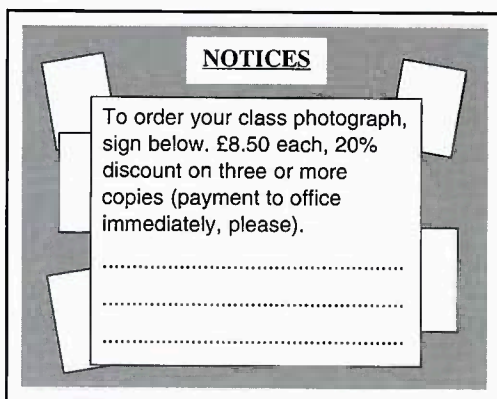 NOTICES
To order your class photograph,
sign below. £8.50 each, 20%
discount on three or more
copies (payment to office
immediately, please).
..................................................
..................................................
..................................................